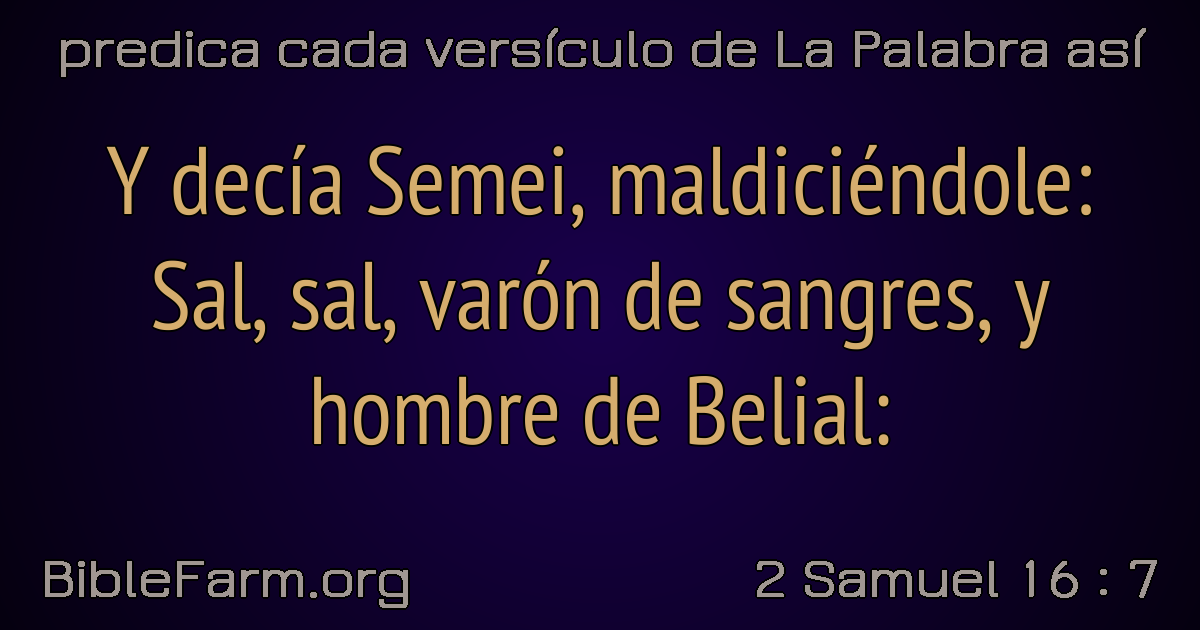 predica cada versículo de La Palabra así
Y decía Semei, maldiciéndole:
Sal, sal, varón de sangres, y
hombre de Belial:
BibleFarm.org
2 Samuel 16 : 7